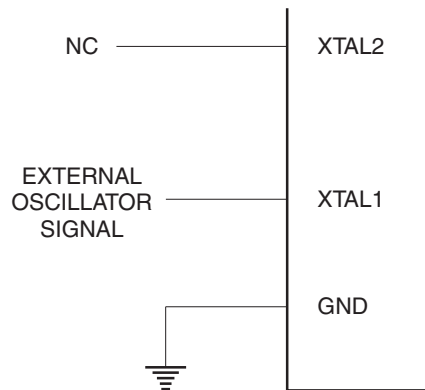 NC
XTAL2
EXTERNAL
OSCILLATOR
SIGNAL
XTAL1
GND